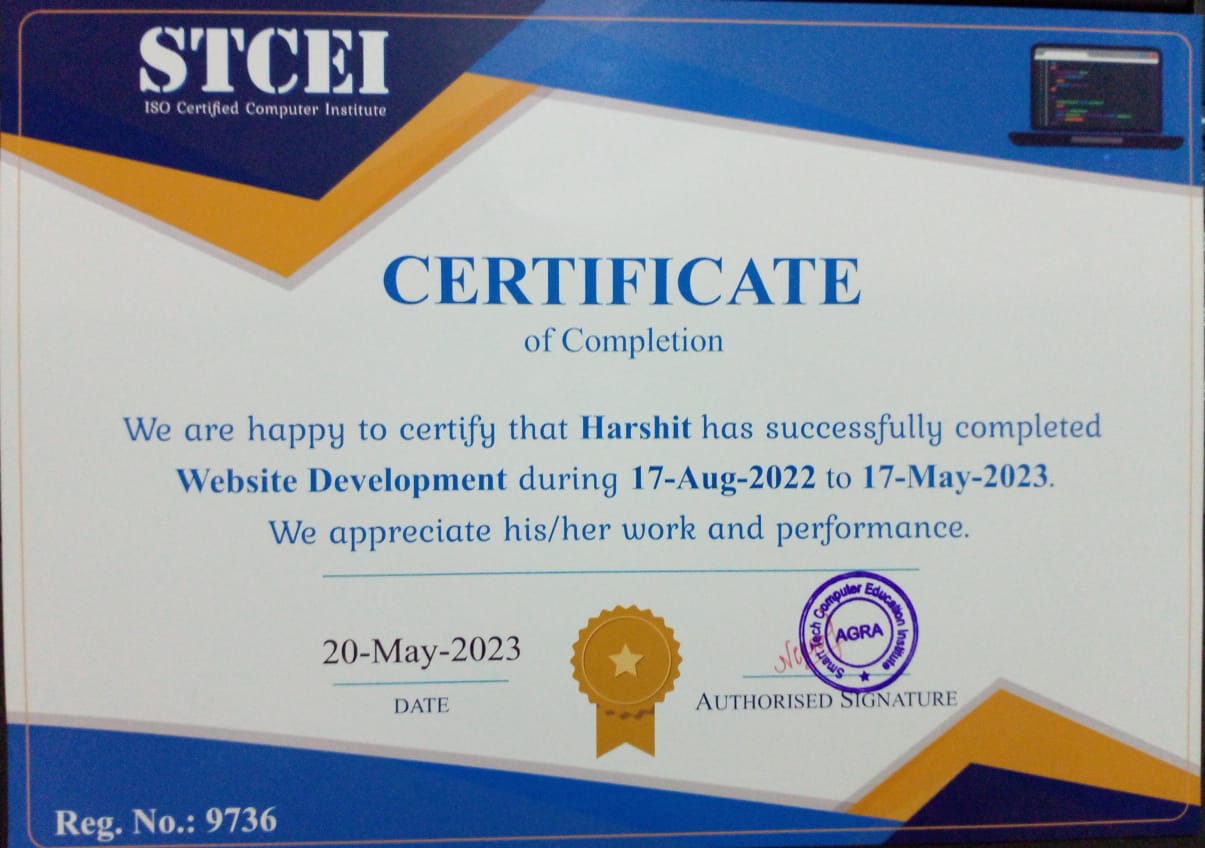 STCEI
ISO Certified Computer Institute
CERTIFICATE
of Completion
We are happy to certify that Harshit has successfully completed
Website Development during 17-Aug-2022 to 17-May-2023.
We appreciate his/her work and performance.
20-May-2023
DATE
Smart Tech Computer Education Institute
AGRA
AUTHORISED SIGNATURE
Reg. No.: 9736